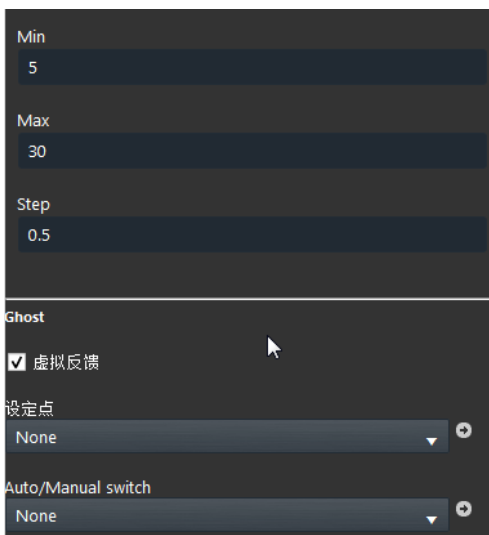 Min
5
Max
30
Step
0.5
Ghost
虚拟反馈
设定点
None
Auto/Manual switch
None